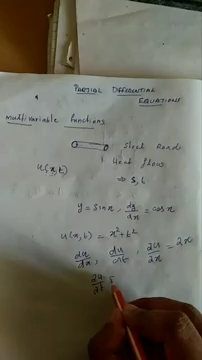 PARTIAL DIFFERENTIAL
EQUATIONS
Multivariable functions
Heat flow
u(x,t)
⇒ s, t
y = sin x → dy/dx = cos x
u(x,t) = x² + t²
du/dx, du/dt, ∂u/∂x = 2x
∂u/∂t